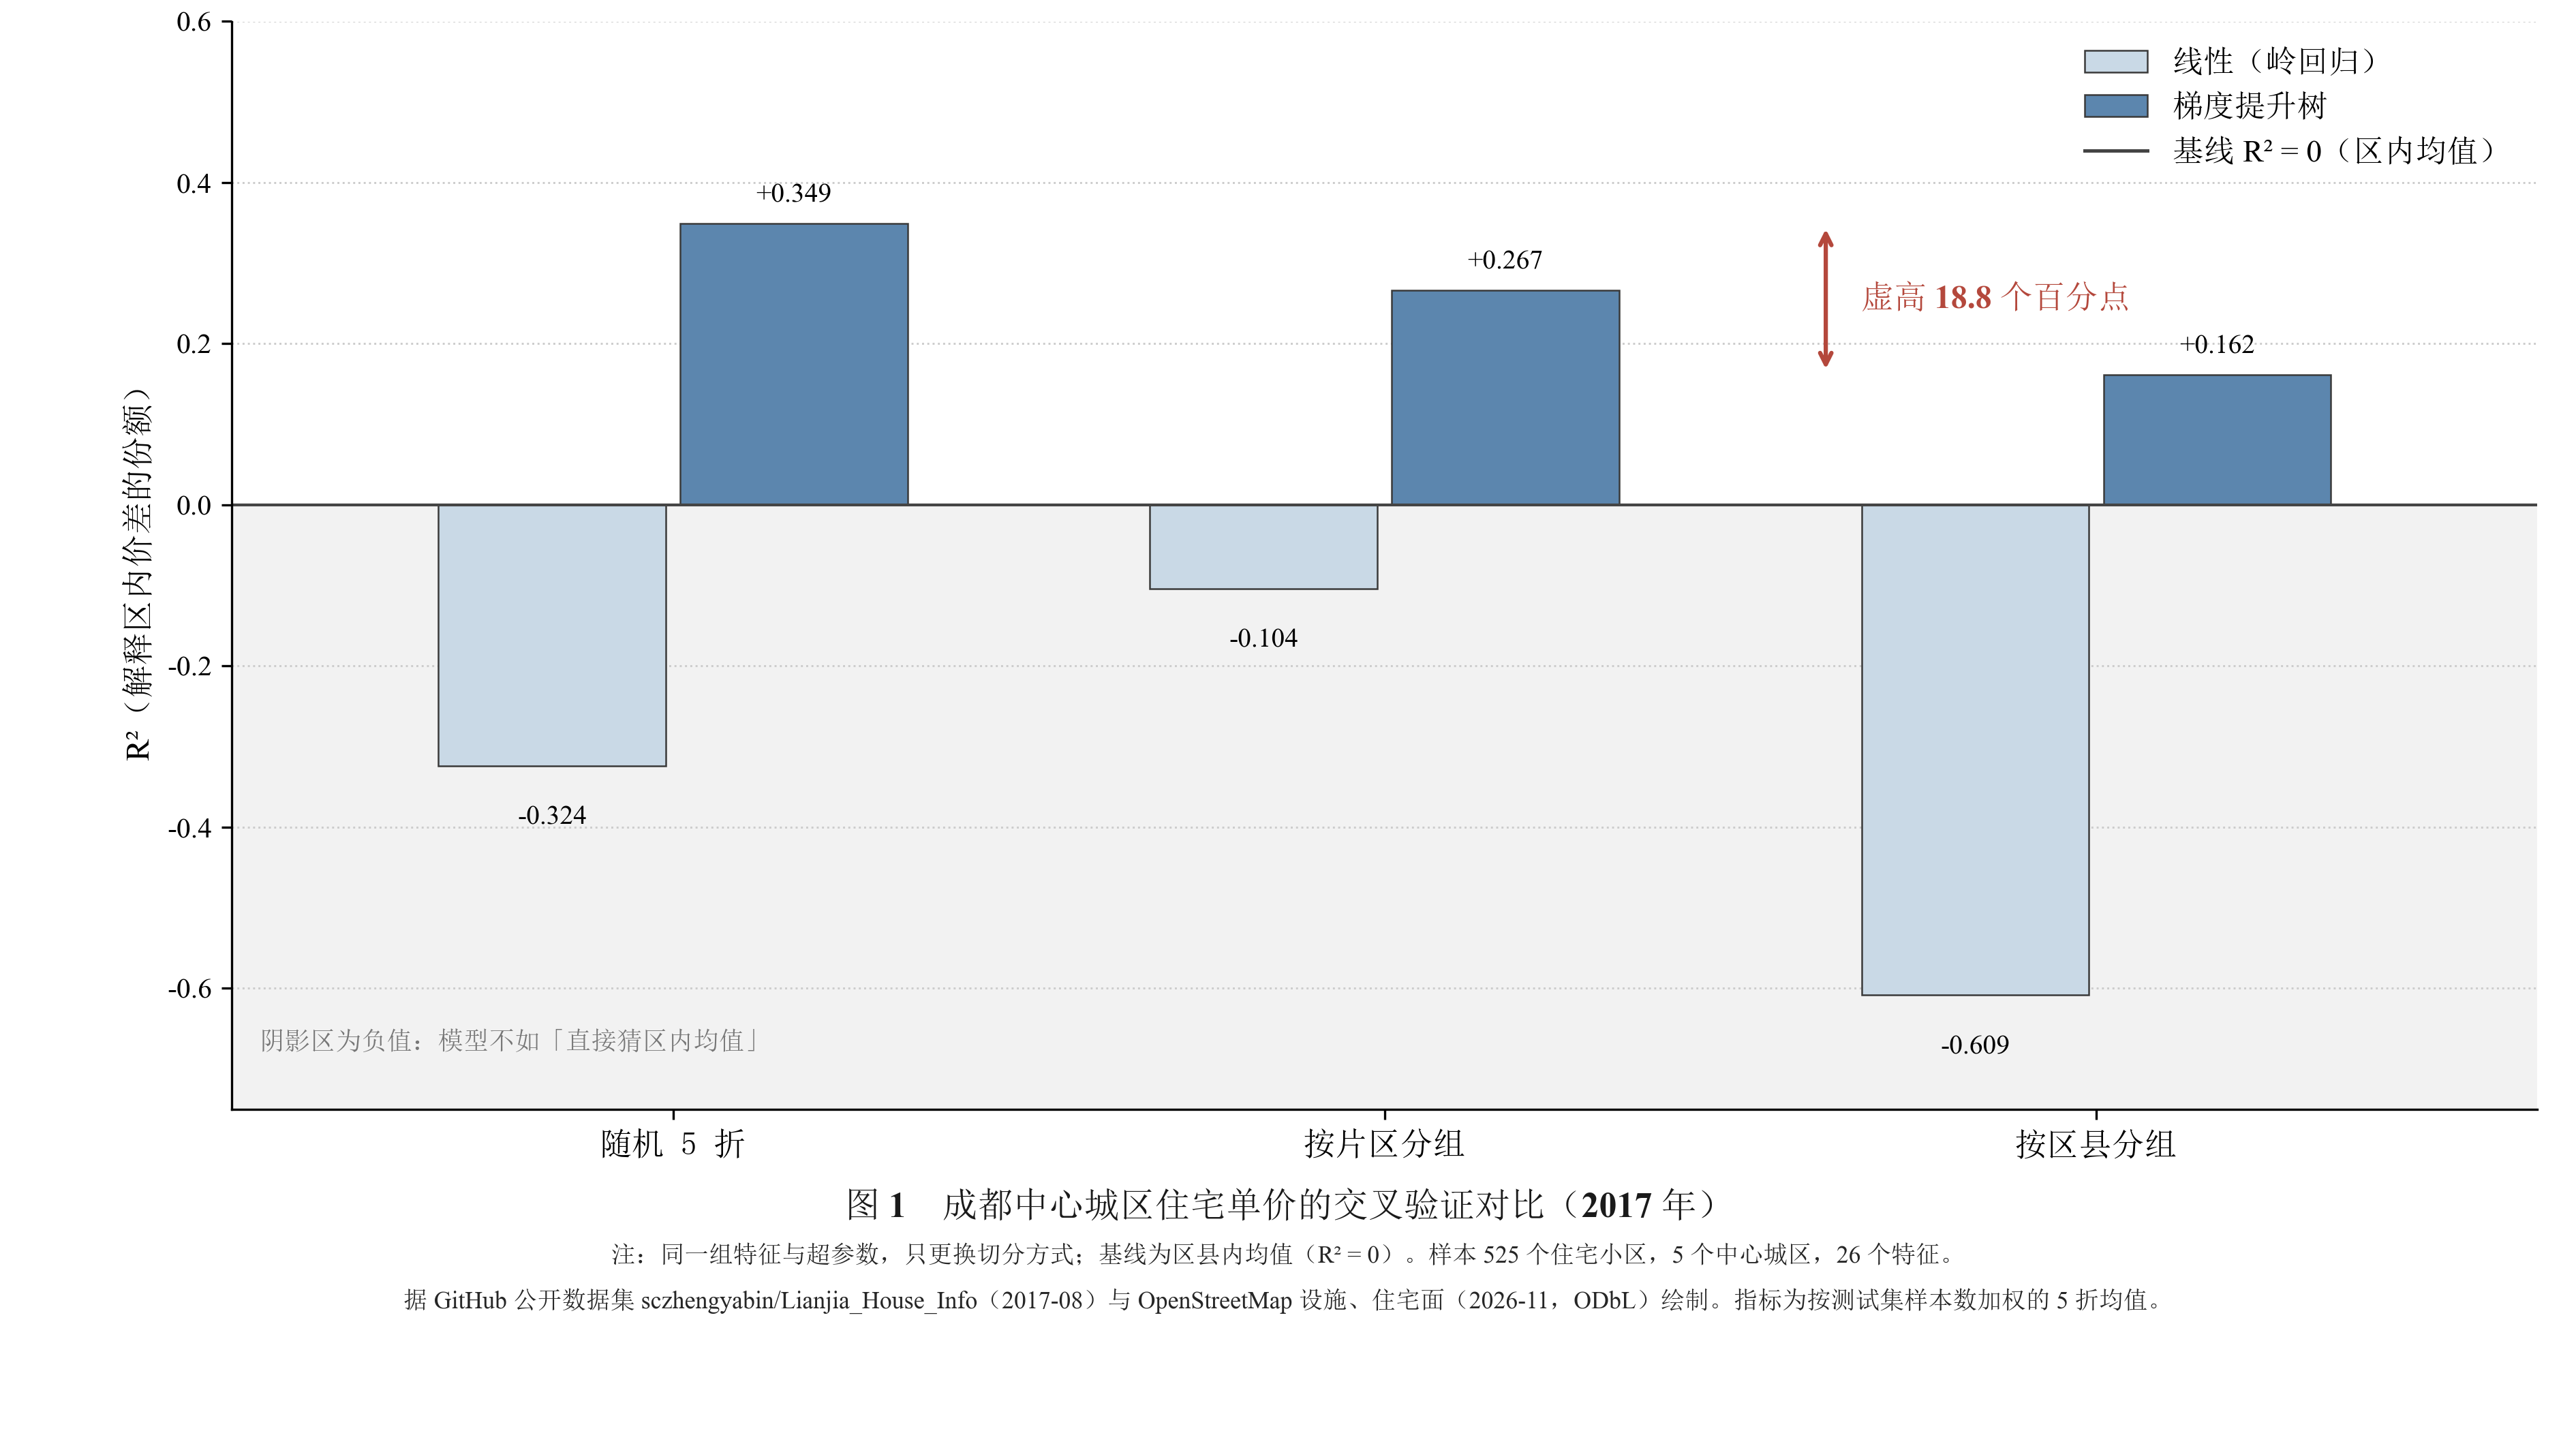 0.6
0.4
0.2
0.0
-0.2
-0.4
-0.6
R²（解释区内价差的份额）
线性（岭回归）
梯度提升树
基线 R² = 0（区内均值）
+0.349
+0.267
虚高 18.8 个百分点
+0.162
-0.104
-0.324
-0.609
阴影区为负值：模型不如「直接猜区内均值」
随机 5 折
按片区分组
按区县分组
图 1　成都中心城区住宅单价的交叉验证对比（2017 年）
注：同一组特征与超参数，只更换切分方式；基线为区县内均值（R² = 0）。样本 525 个住宅小区，5 个中心城区，26 个特征。
据 GitHub 公开数据集 sczhengyabin/Lianjia_House_Info（2017-08）与 OpenStreetMap 设施、住宅面（2026-11，ODbL）绘制。指标为按测试集样本数加权的 5 折均值。